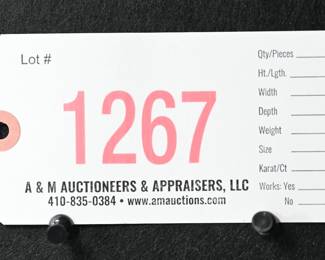 Lot #
1267
A & M AUCTIONEERS & APPRAISERS, LLC
410-835-0384 • www.amauctions.com
Qty/Pieces
Ht./Lgth.
Width
Depth
Weight
Size
Karat/Ct
Works: Yes
No